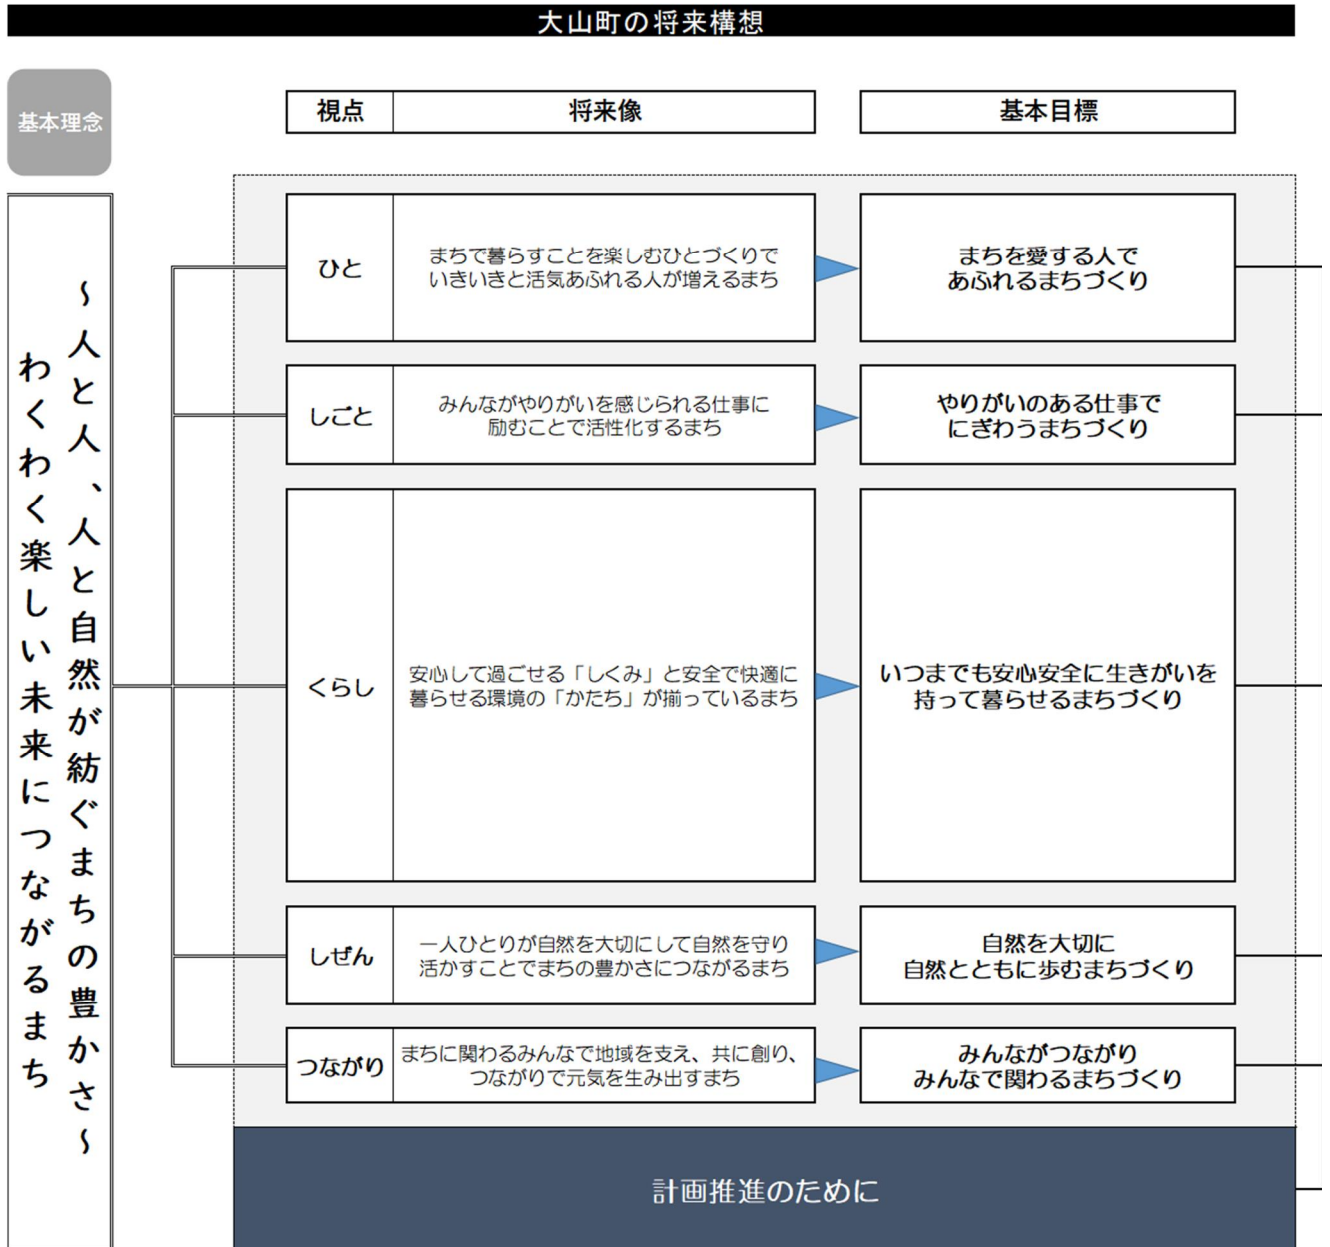 大山町の将来構想
基本理念
視点
将来像
基本目標
～人と人、人と自然が紡ぐまちの豊かさ～
わくわく楽しい未来につながるまち
ひと
まちで暮らすことを楽しむひとづくりで
いきいきと活気あふれる人が増えるまち
まちを愛する人で
あふれるまちづくり
しごと
みんながやりがいを感じられる仕事に
励むことで活性化するまち
やりがいのある仕事で
にぎわうまちづくり
くらし
安心して過ごせる「しくみ」と安全で快適に
暮らせる環境の「かたち」が揃っているまち
いつまでも安心安全に生きがいを
持って暮らせるまちづくり
しぜん
一人ひとりが自然を大切にして自然を守り
活かすことでまちの豊かさにつながるまち
自然を大切に
自然とともに歩むまちづくり
つながり
まちに関わるみんなで地域を支え、共に創り、
つながりで元気を生み出すまち
みんながつながり
みんなで関わるまちづくり
計画推進のために